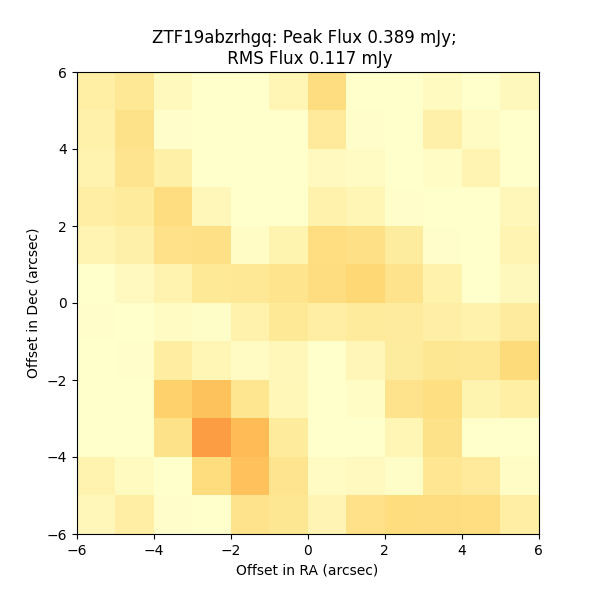 ZTF19abzrhgq: Peak Flux 0.389 mJy;
RMS Flux 0.117 mJy
6
4
2
0
−2
−4
−6
Offset in Dec (arcsec)
−6 −4 −2 0 2 4 6
Offset in RA (arcsec)